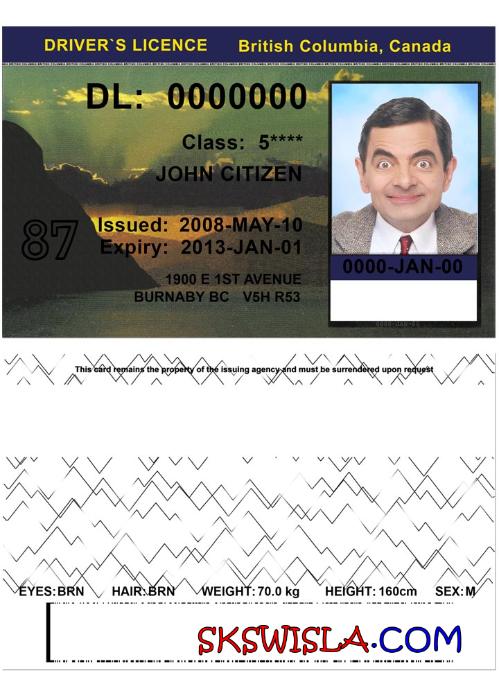 DRIVER`S LICENCE British Columbia, Canada
DL: 0000000
Class: 5****
JOHN CITIZEN
87
Issued: 2008-MAY-10
Expiry: 2013-JAN-01
1900 E 1ST AVENUE
BURNABY BC V5H R53
0000-JAN-00
This card remains the property of the issuing agency and must be surrendered upon request
EYES:BRN HAIR:BRN WEIGHT:70.0 kg HEIGHT:160cm SEX:M
SKSWISLA.COM